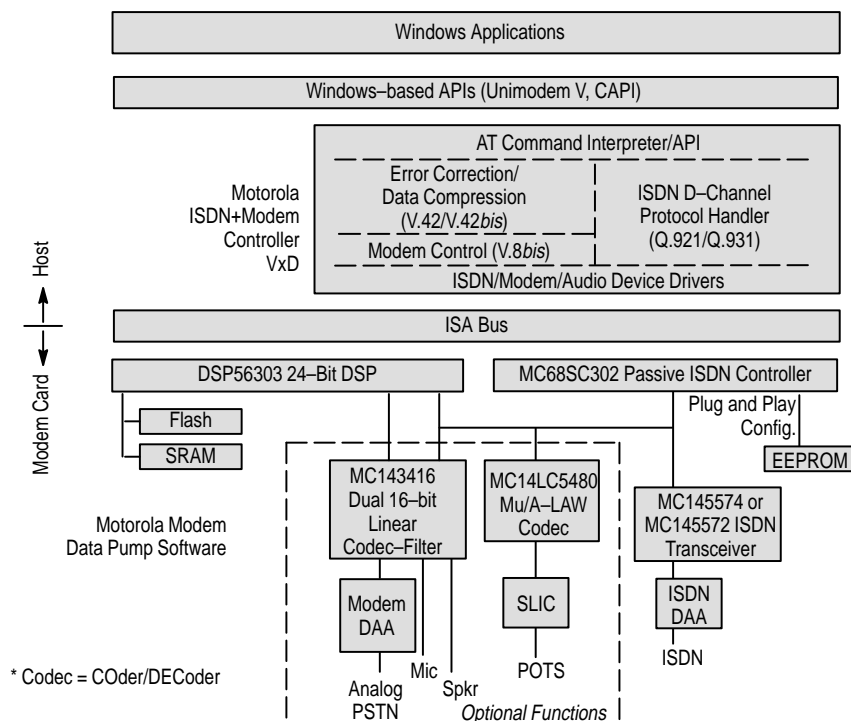 Windows Applications
Windows–based APIs (Unimodem V, CAPI)
Motorola
ISDN+Modem
Controller
VxD
AT Command Interpreter/API
Error Correction/
Data Compression
(V.42/V.42bis)
Modem Control (V.8bis)
ISDN D–Channel
Protocol Handler
(Q.921/Q.931)
ISDN/Modem/Audio Device Drivers
Host
Modem Card
ISA Bus
DSP56303 24–Bit DSP
MC68SC302 Passive ISDN Controller
Flash
SRAM
Plug and Play
Config.
EEPROM
MC143416
Dual 16–bit
Linear
Codec–Filter
MC14LC5480
Mu/A–LAW
Codec
MC145574 or
MC145572 ISDN
Transceiver
Motorola Modem
Data Pump Software
Modem
DAA
SLIC
ISDN
DAA
Mic
Spkr
Analog
PSTN
POTS
ISDN
* Codec = COder/DECoder
Optional Functions